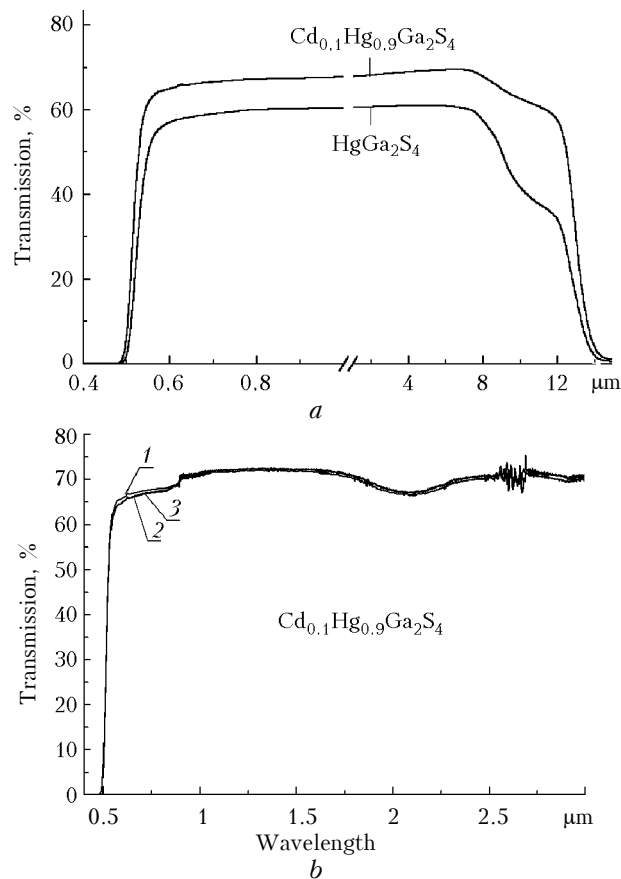 80
Cd0,1Hg0,9Ga2S4
60
HgGa2S4
40
20
0
Transmission, %
0.4 0.6 0.8 4 8 12 μm
a
80
70
60
50
40
30
20
10
0
Transmission, %
1
2
3
Cd0.1Hg0.9Ga2S4
0.5 1 1.5 2 2.5 μm
Wavelength
b